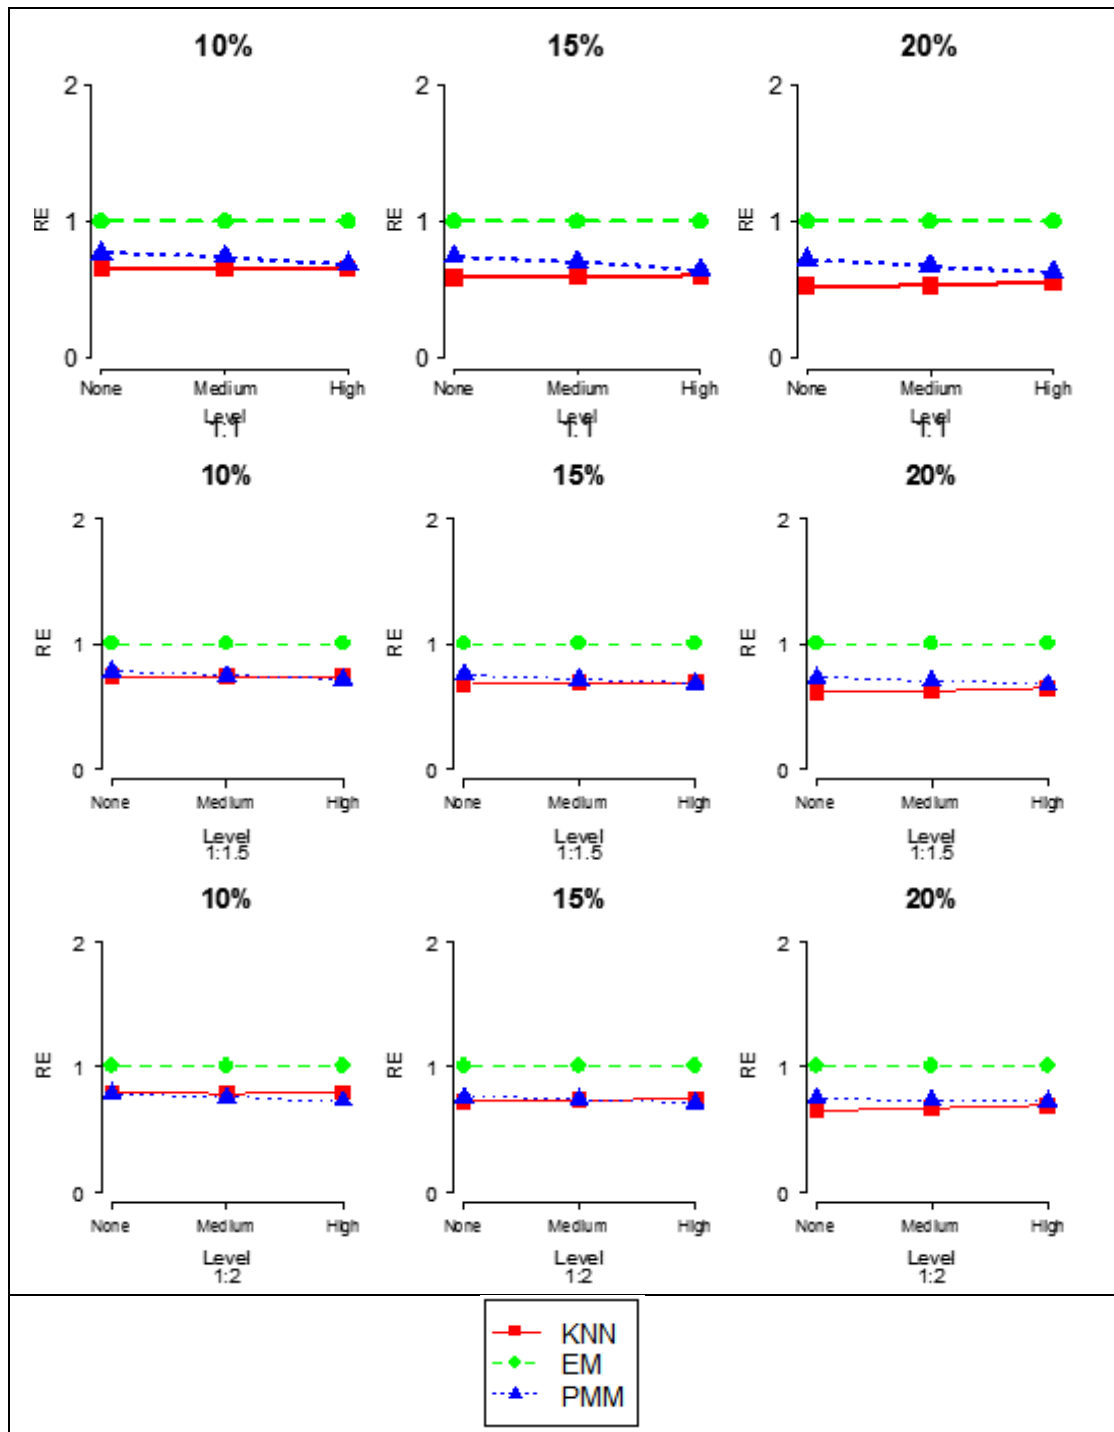 10% 15% 20%
2 2 2
RE 1 RE 1 RE 1
0 0 0
None Medium High None Medium High None Medium High
Level Level Level
1:1 1:1 1:1
10% 15% 20%
2 2 2
RE 1 RE 1 RE 1
0 0 0
None Medium High None Medium High None Medium High
Level Level Level
1:1.5 1:1.5 1:1.5
10% 15% 20%
2 2 2
RE 1 RE 1 RE 1
0 0 0
None Medium High None Medium High None Medium High
Level Level Level
1:2 1:2 1:2
KNN
EM
PMM